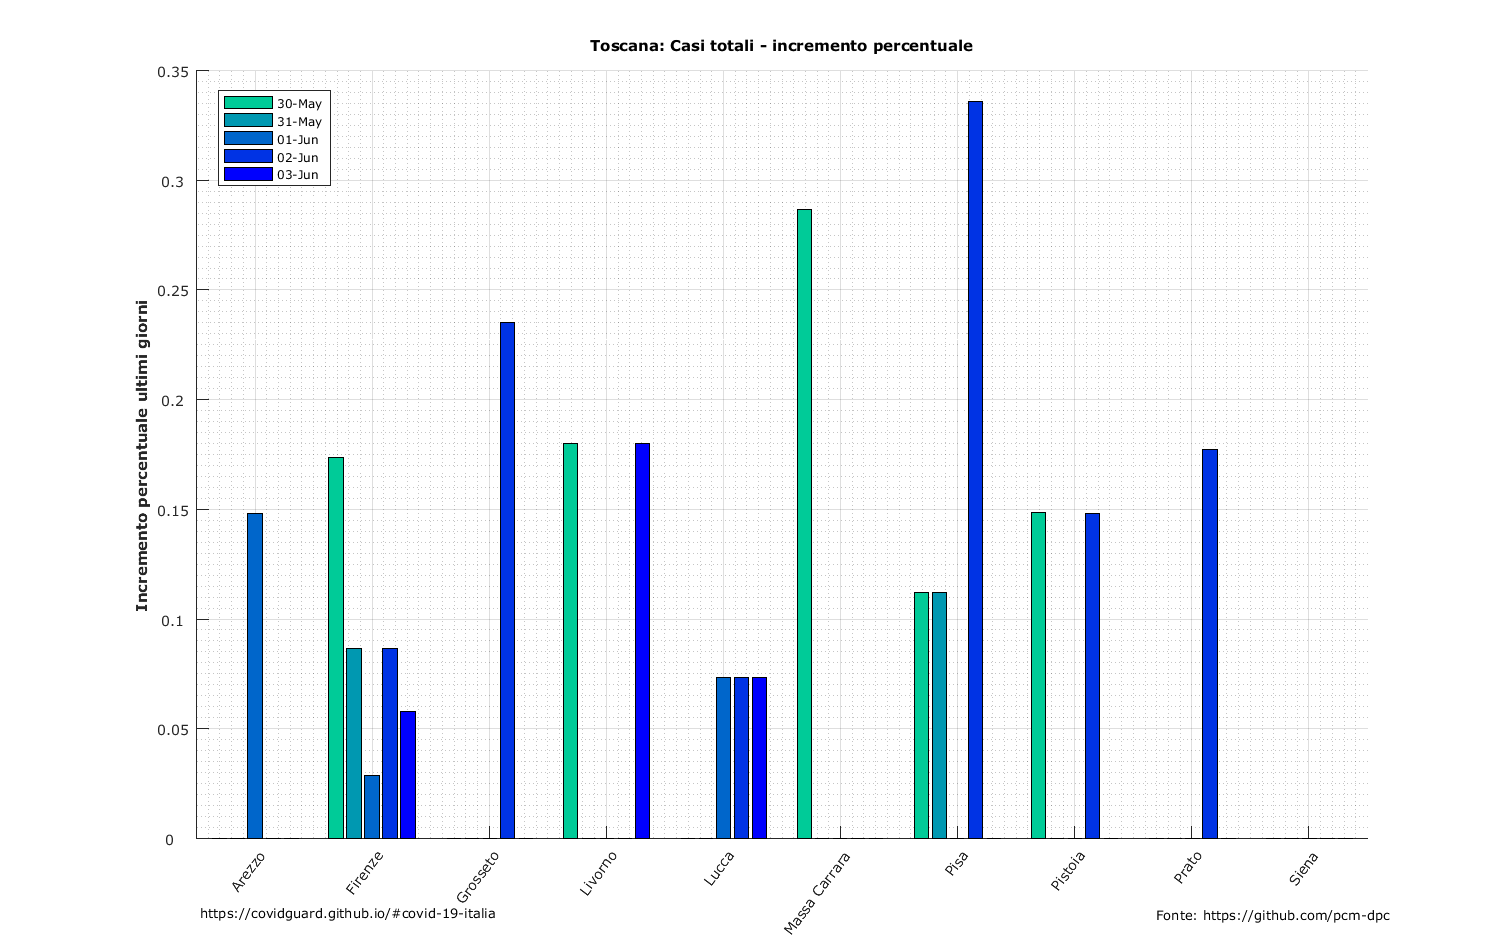 Toscana: Casi totali - incremento percentuale
0.35
0.3
0.25
0.2
0.15
0.1
0.05
0
Incremento percentuale ultimi giorni
30-May
31-May
01-Jun
02-Jun
03-Jun
Arezzo
Firenze
Grosseto
Livorno
Lucca
Massa Carrara
Pisa
Pistoia
Prato
Siena
https://covidguard.github.io/#covid-19-italia
Fonte: https://github.com/pcm-dpc